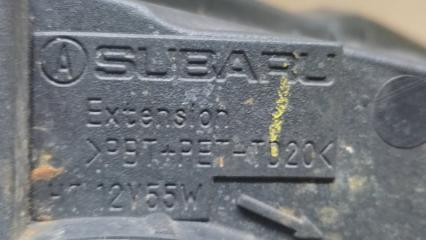 A SUBARU
Extension
>PBT+PET-TD20<
12V55W